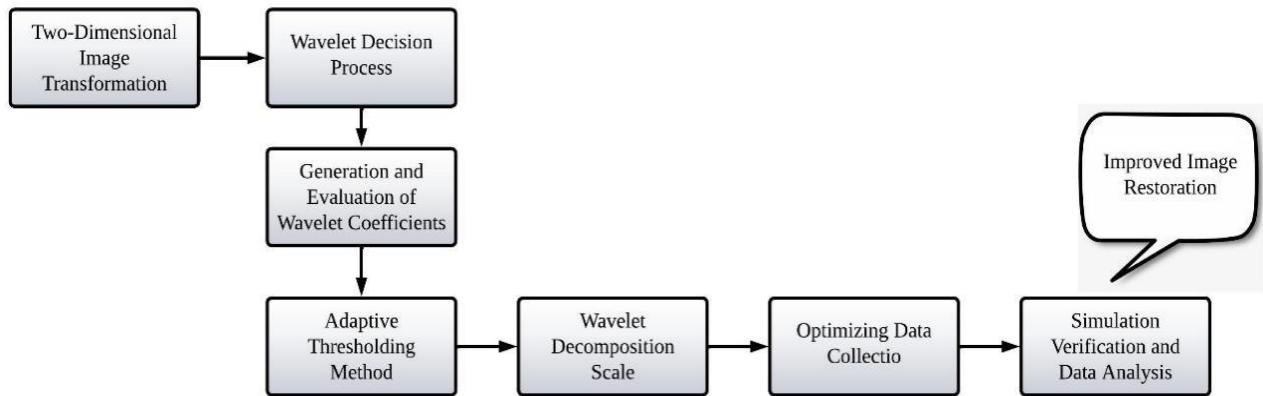 Two-Dimensional
Image
Transformation
Wavelet Decision
Process
Generation and
Evaluation of
Wavelet Coefficients
Adaptive
Thresholding
Method
Wavelet
Decomposition
Scale
Optimizing Data
Collectio
Simulation
Verification and
Data Analysis
Improved Image
Restoration